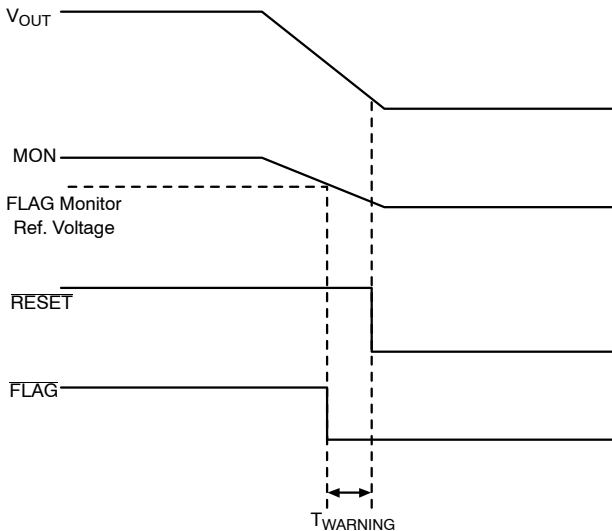 VOUT
MON
FLAG Monitor
Ref. Voltage
RESET
FLAG
TWARNING